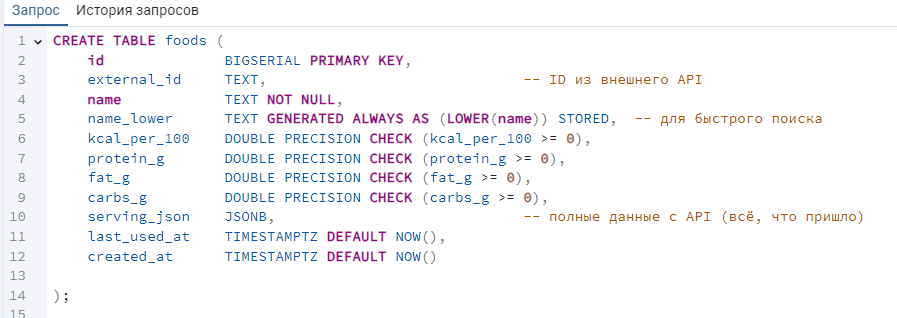 Запрос История запросов
1 CREATE TABLE foods (
2 id BIGSERIAL PRIMARY KEY,
3 external_id TEXT, -- ID из внешнего API
4 name TEXT NOT NULL,
5 name_lower TEXT GENERATED ALWAYS AS (LOWER(name)) STORED, -- для быстрого поиска
6 kcal_per_100 DOUBLE PRECISION CHECK (kcal_per_100 >= 0),
7 protein_g DOUBLE PRECISION CHECK (protein_g >= 0),
8 fat_g DOUBLE PRECISION CHECK (fat_g >= 0),
9 carbs_g DOUBLE PRECISION CHECK (carbs_g >= 0),
10 serving_json JSONB, -- полные данные с API (всё, что пришло)
11 last_used_at TIMESTAMPTZ DEFAULT NOW(),
12 created_at TIMESTAMPTZ DEFAULT NOW()
13
14 );
15